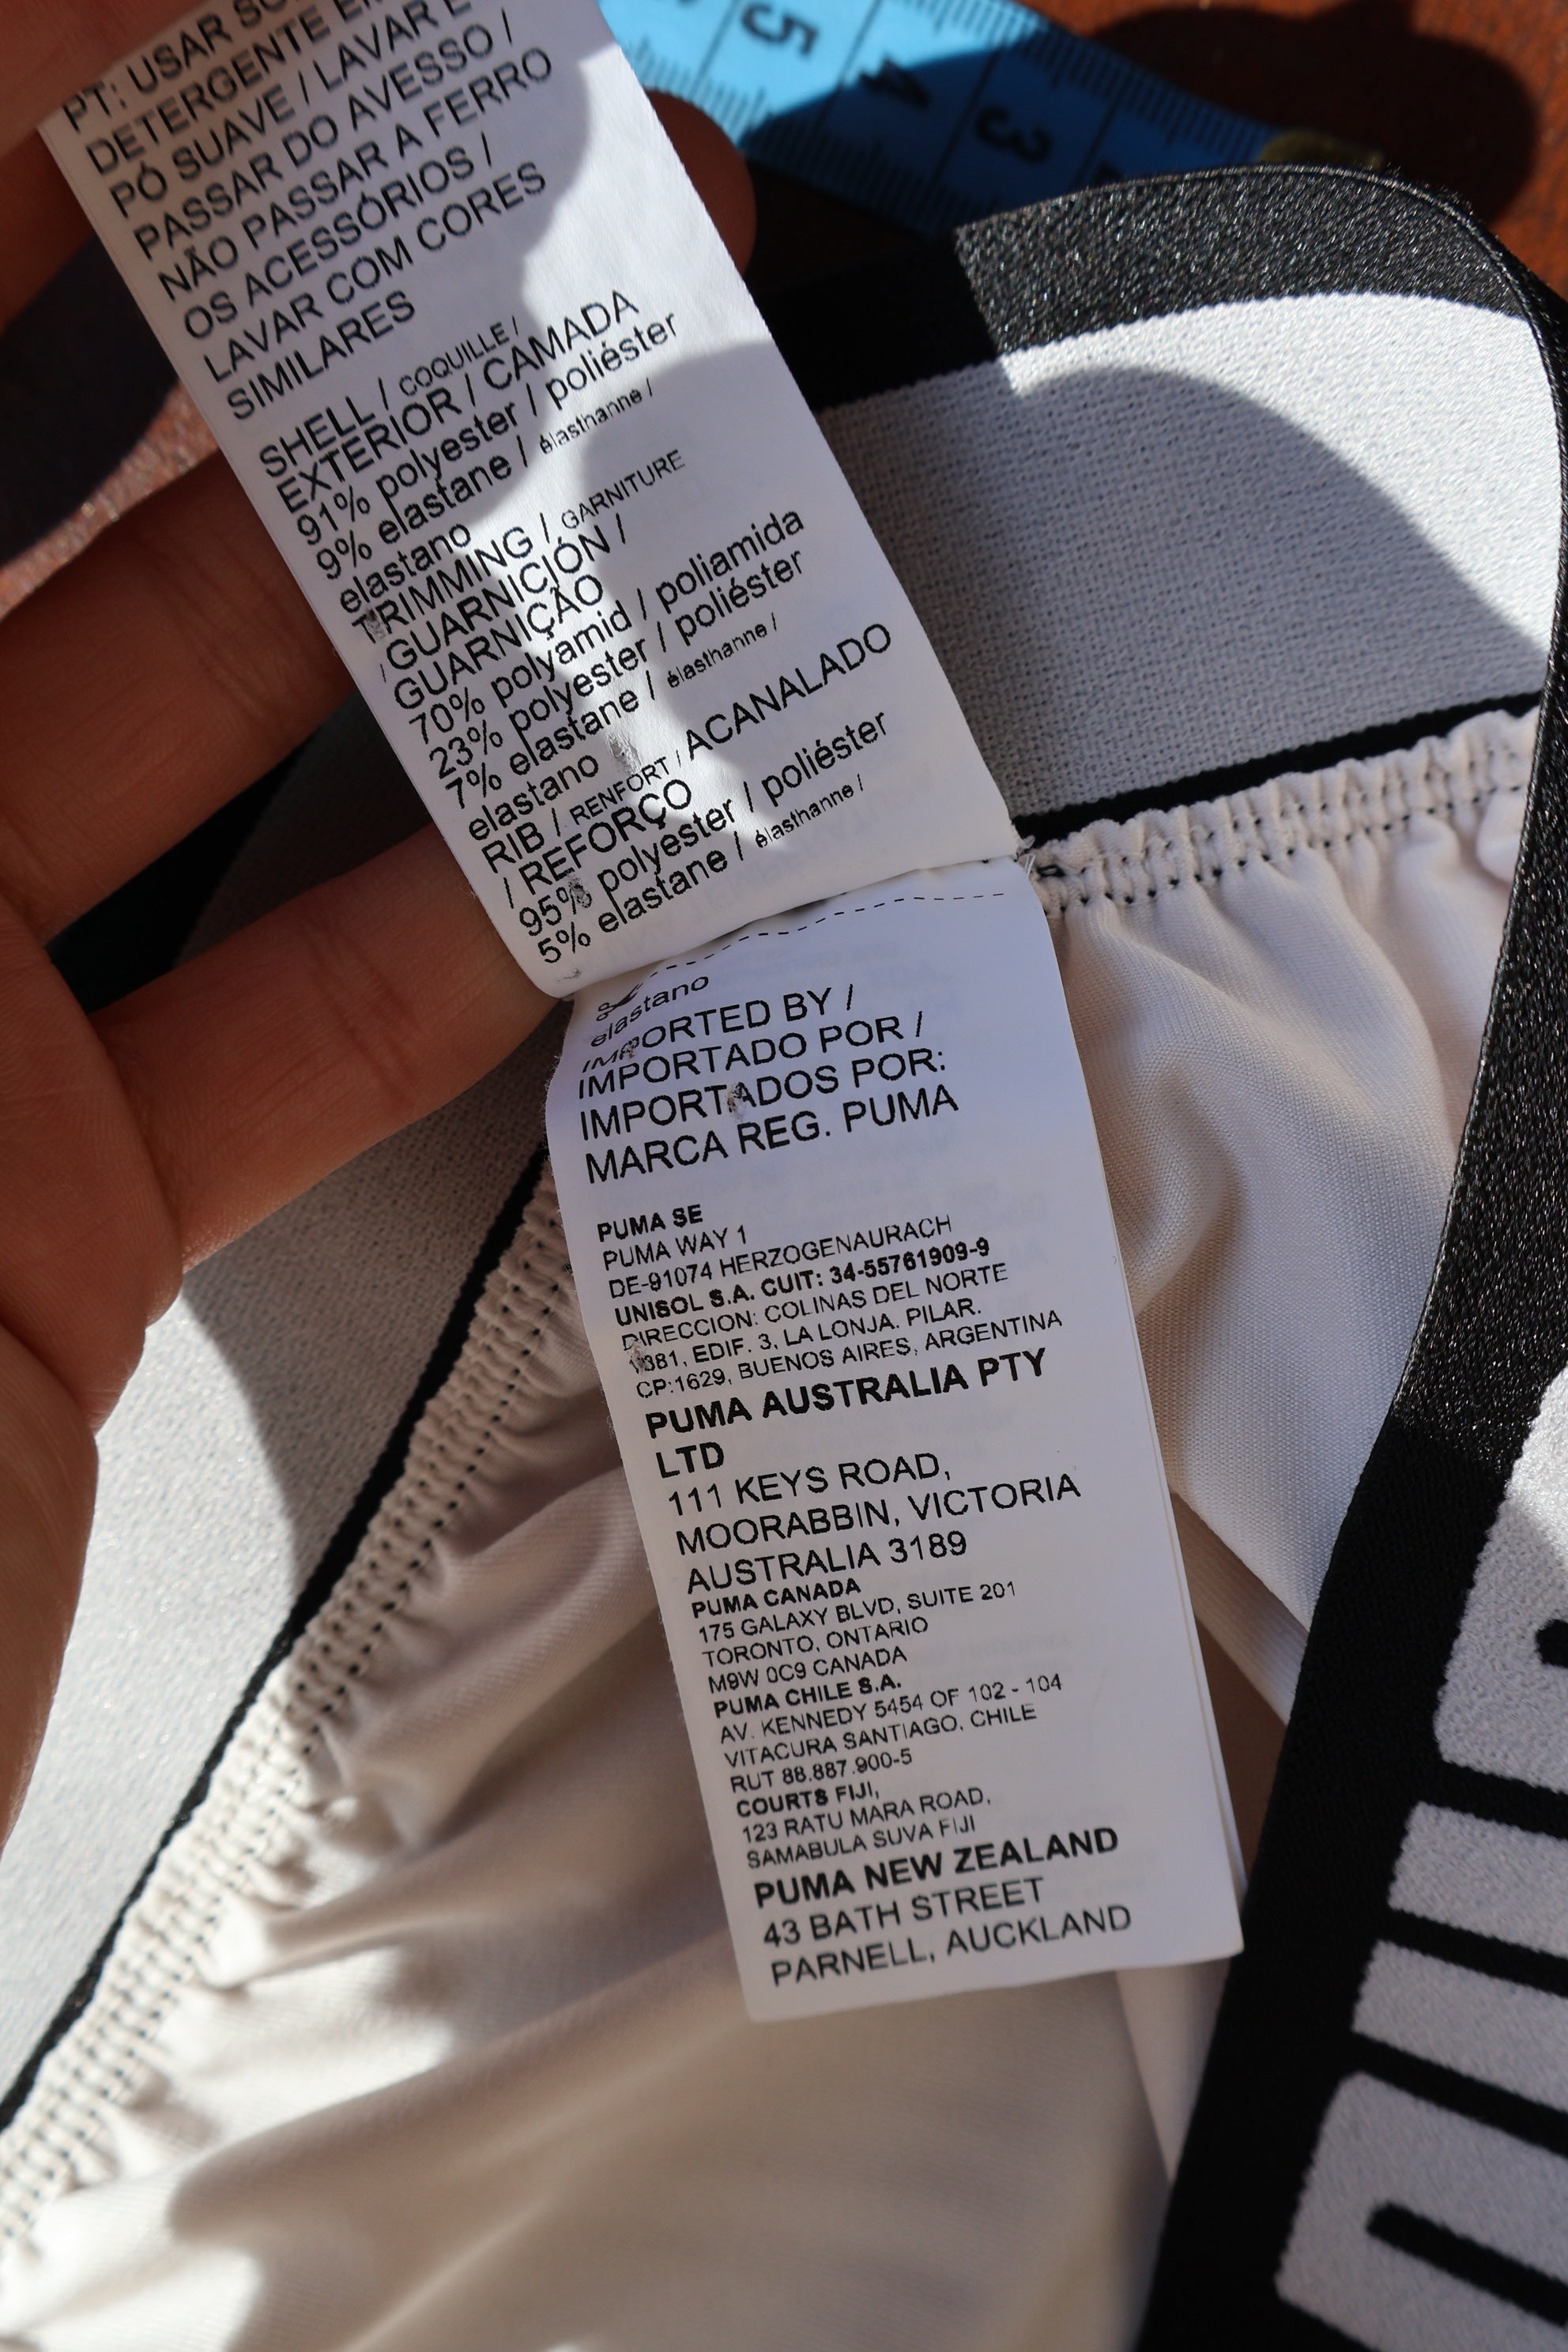 5 4 3
PT: USAR
DETERGENTE
PÓ SUAVE / LAVAR E
PASSAR DO AVESSO /
NÃO PASSAR A FERRO
OS ACESSÓRIOS /
LAVAR COM CORES
SIMILARES
SHELL / COQUILLE /
EXTERIOR / CAMADA
91% polyester / poliéster
9% elastane / élasthanne /
elastano
TRIMMING / GARNITURE
/ GUARNICIÓN /
GUARNIÇÃO
70% polyamid / poliamida
23% polyester / poliéster
7% elastane / élasthanne /
elastano
RIB / RENFORT / ACANALADO
/ REFORÇO
95% polyester / poliéster
5% elastane / élasthanne /
elastano
IMPORTED BY /
IMPORTADO POR /
IMPORTADOS POR:
MARCA REG. PUMA
PUMA SE
PUMA WAY 1
DE-91074 HERZOGENAURACH
UNISOL S.A. CUIT: 34-55761909-9
DIRECCION: COLINAS DEL NORTE
1381, EDIF. 3, LA LONJA. PILAR.
CP:1629, BUENOS AIRES, ARGENTINA
PUMA AUSTRALIA PTY
LTD
111 KEYS ROAD,
MOORABBIN, VICTORIA
AUSTRALIA 3189
PUMA CANADA
175 GALAXY BLVD, SUITE 201
TORONTO, ONTARIO
M9W 0C9 CANADA
PUMA CHILE S.A.
AV. KENNEDY 5454 OF 102 - 104
VITACURA SANTIAGO, CHILE
RUT 88.887.900-5
COURTS FIJI,
123 RATU MARA ROAD,
SAMABULA SUVA FIJI
PUMA NEW ZEALAND
43 BATH STREET
PARNELL, AUCKLAND